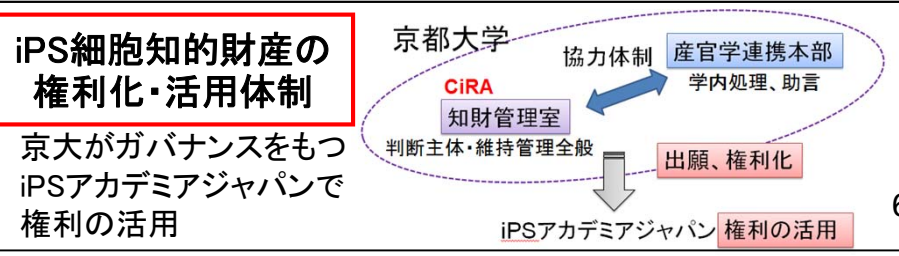 iPS細胞知的財産の
権利化・活用体制
京大がガバナンスをもつ
iPSアカデミアジャパンで
権利の活用
京都大学
協力体制
産官学連携本部
学内処理、助言
CiRA
知財管理室
判断主体・維持管理全般
出願、権利化
iPSアカデミアジャパン 権利の活用